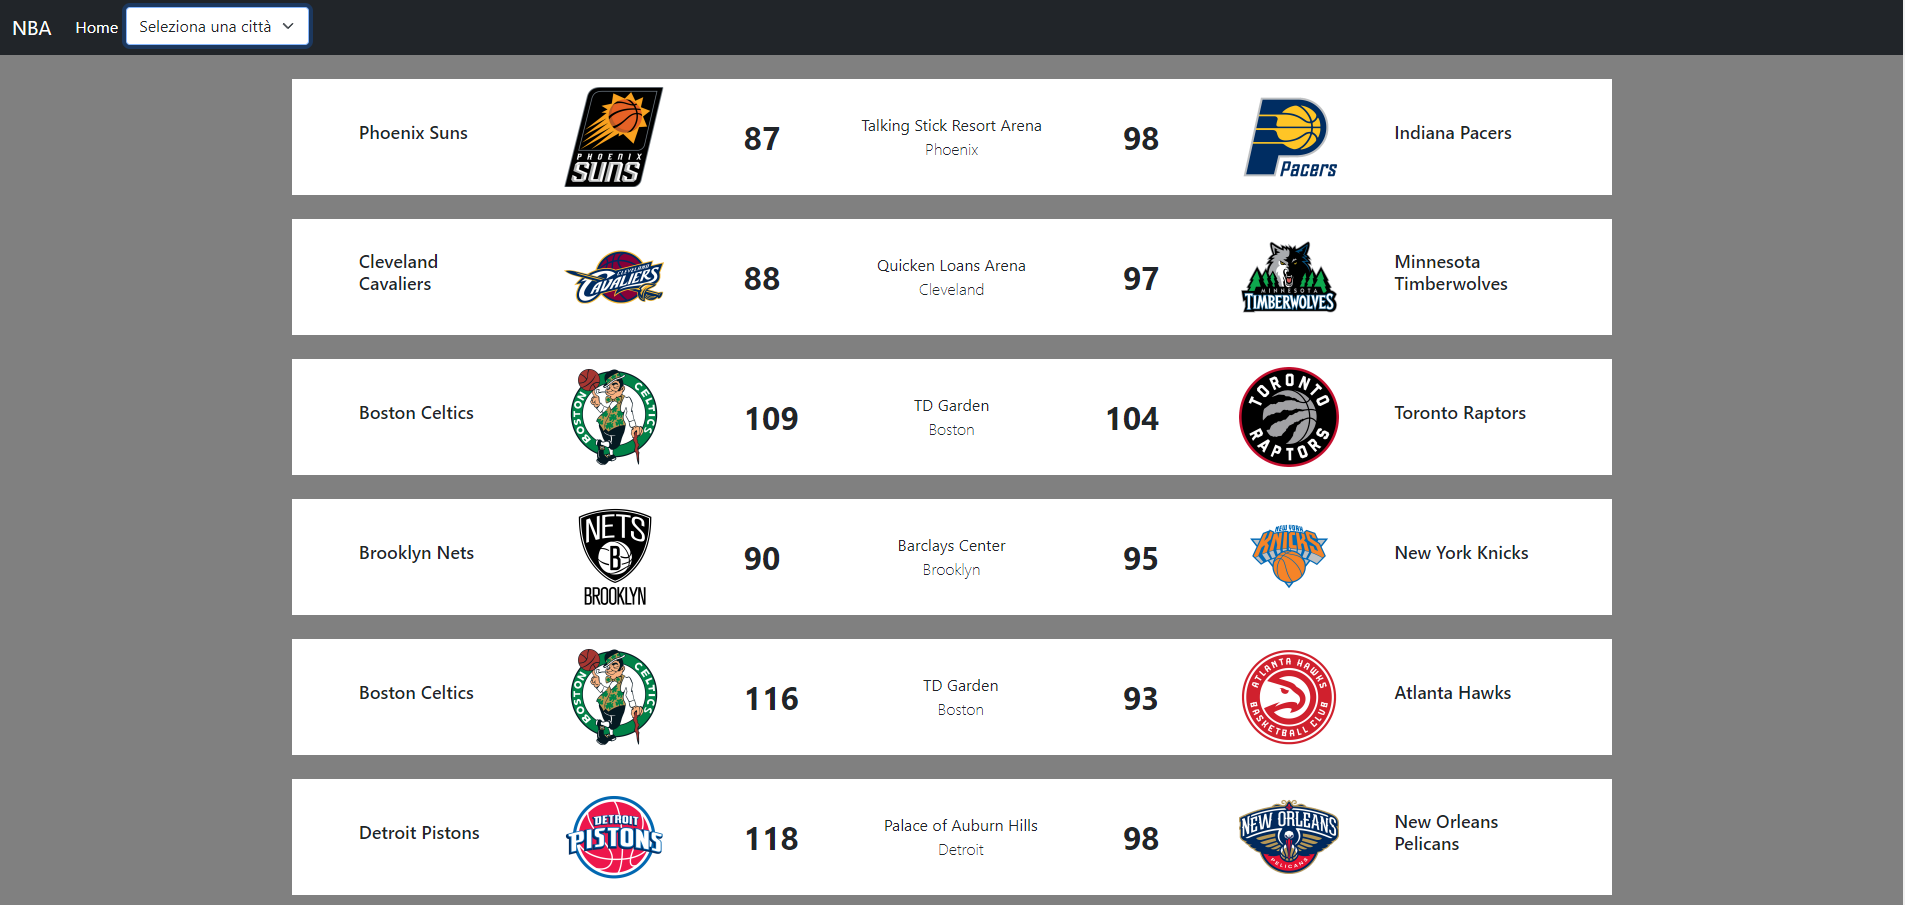 NBA Home Seleziona una città
Phoenix Suns
PHOENIX
SUNS
87
Talking Stick Resort Arena
Phoenix
98
Pacers
Indiana Pacers
Cleveland
Cavaliers
CLEVELAND
CAVALIERS
88
Quicken Loans Arena
Cleveland
97
MINNESOTA
TIMBERWOLVES
Minnesota
Timberwolves
Boston Celtics
BOSTON CELTICS
109
TD Garden
Boston
104
TORONTO
RAPTORS
Toronto Raptors
Brooklyn Nets
NETS
B
BROOKLYN
90
Barclays Center
Brooklyn
95
NEW YORK
KNICKS
New York Knicks
Boston Celtics
BOSTON CELTICS
116
TD Garden
Boston
93
ATLANTA HAWKS
BASKETBALL CLUB
Atlanta Hawks
Detroit Pistons
DETROIT
PISTONS
118
Palace of Auburn Hills
Detroit
98
NEW ORLEANS
PELICANS
New Orleans
Pelicans